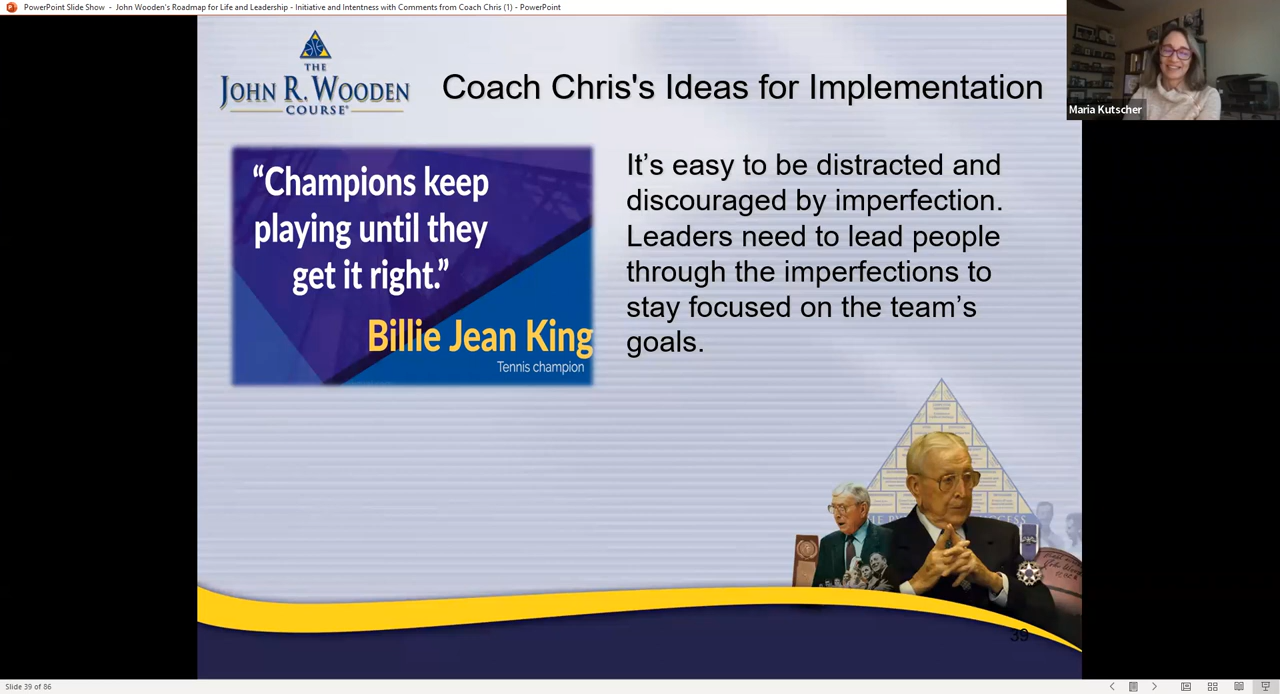 PowerPoint Slide Show - John Wooden's Roadmap for Life and Leadership - Initiative and Intentness with Comments from Coach Chris (1) - PowerPoint
Maria Kutscher
THE
JOHN R. WOODEN
COURSE®
Coach Chris's Ideas for Implementation
“Champions keep
playing until they
get it right.”
Billie Jean King
Tennis champion
It’s easy to be distracted and
discouraged by imperfection.
Leaders need to lead people
through the imperfections to
stay focused on the team’s
goals.
39
Slide 39 of 86